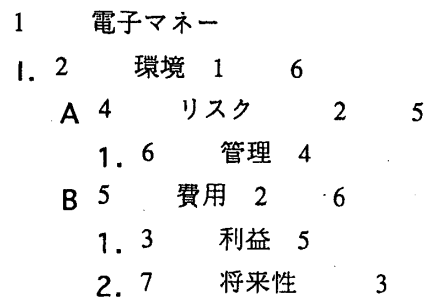 1 電子マネー
I. 2 環境 1 6
A 4 リスク 2 5
1. 6 管理 4
B 5 費用 2 6
1. 3 利益 5
2. 7 将来性 3